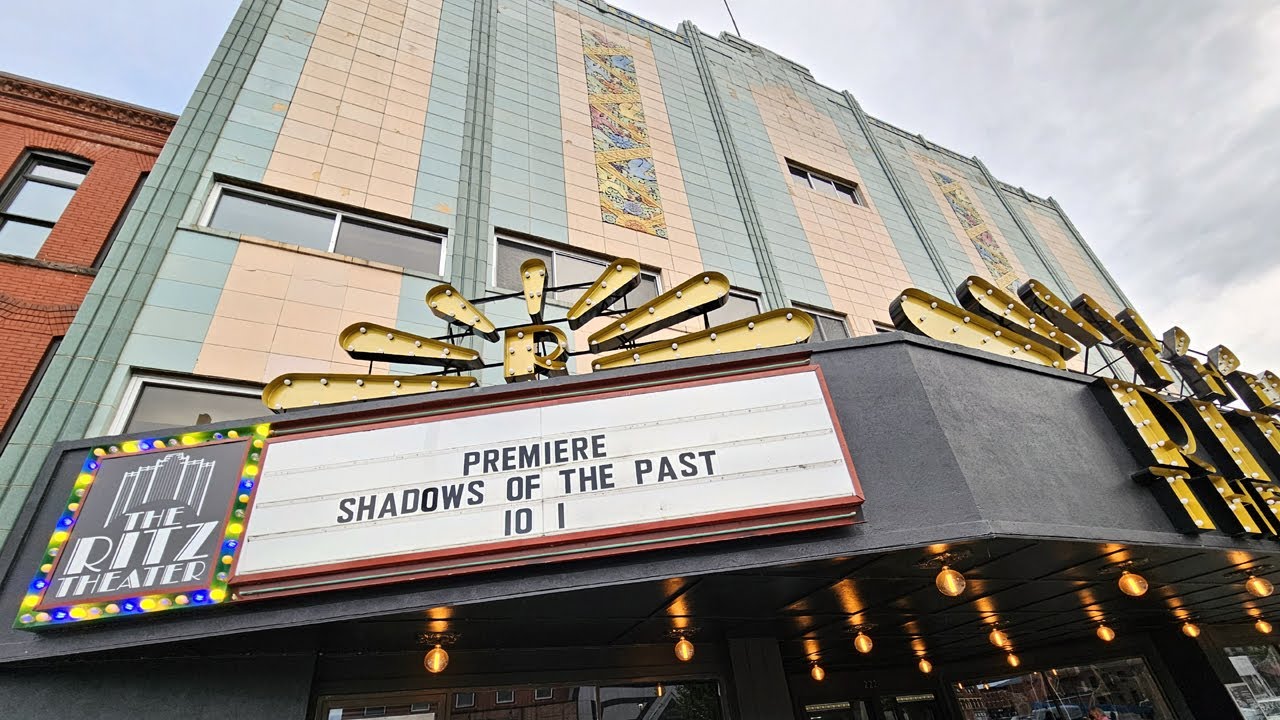 PREMIERE
SHADOWS OF THE PAST
10 1
THE
RITZ
THEATER
R